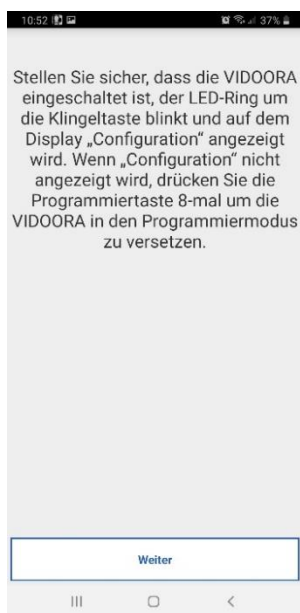 10:52
37%
Stellen Sie sicher, dass die VIDOORA
eingeschaltet ist, der LED-Ring um
die Klingeltaste blinkt und auf dem
Display „Configuration“ angezeigt
wird. Wenn „Configuration“ nicht
angezeigt wird, drücken Sie die
Programmiertaste 8-mal um die
VIDOORA in den Programmiermodus
zu versetzen.
Weiter